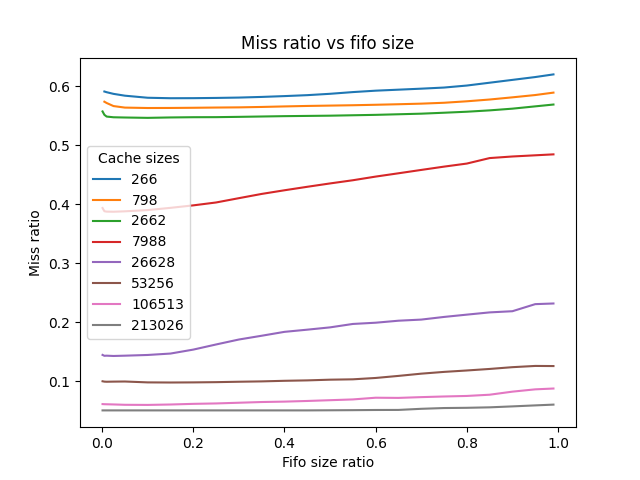 Miss ratio vs fifo size
Miss ratio
0.6
0.5
0.4
0.3
0.2
0.1
Cache sizes
266
798
2662
7988
26628
53256
106513
213026
0.0 0.2 0.4 0.6 0.8 1.0
Fifo size ratio